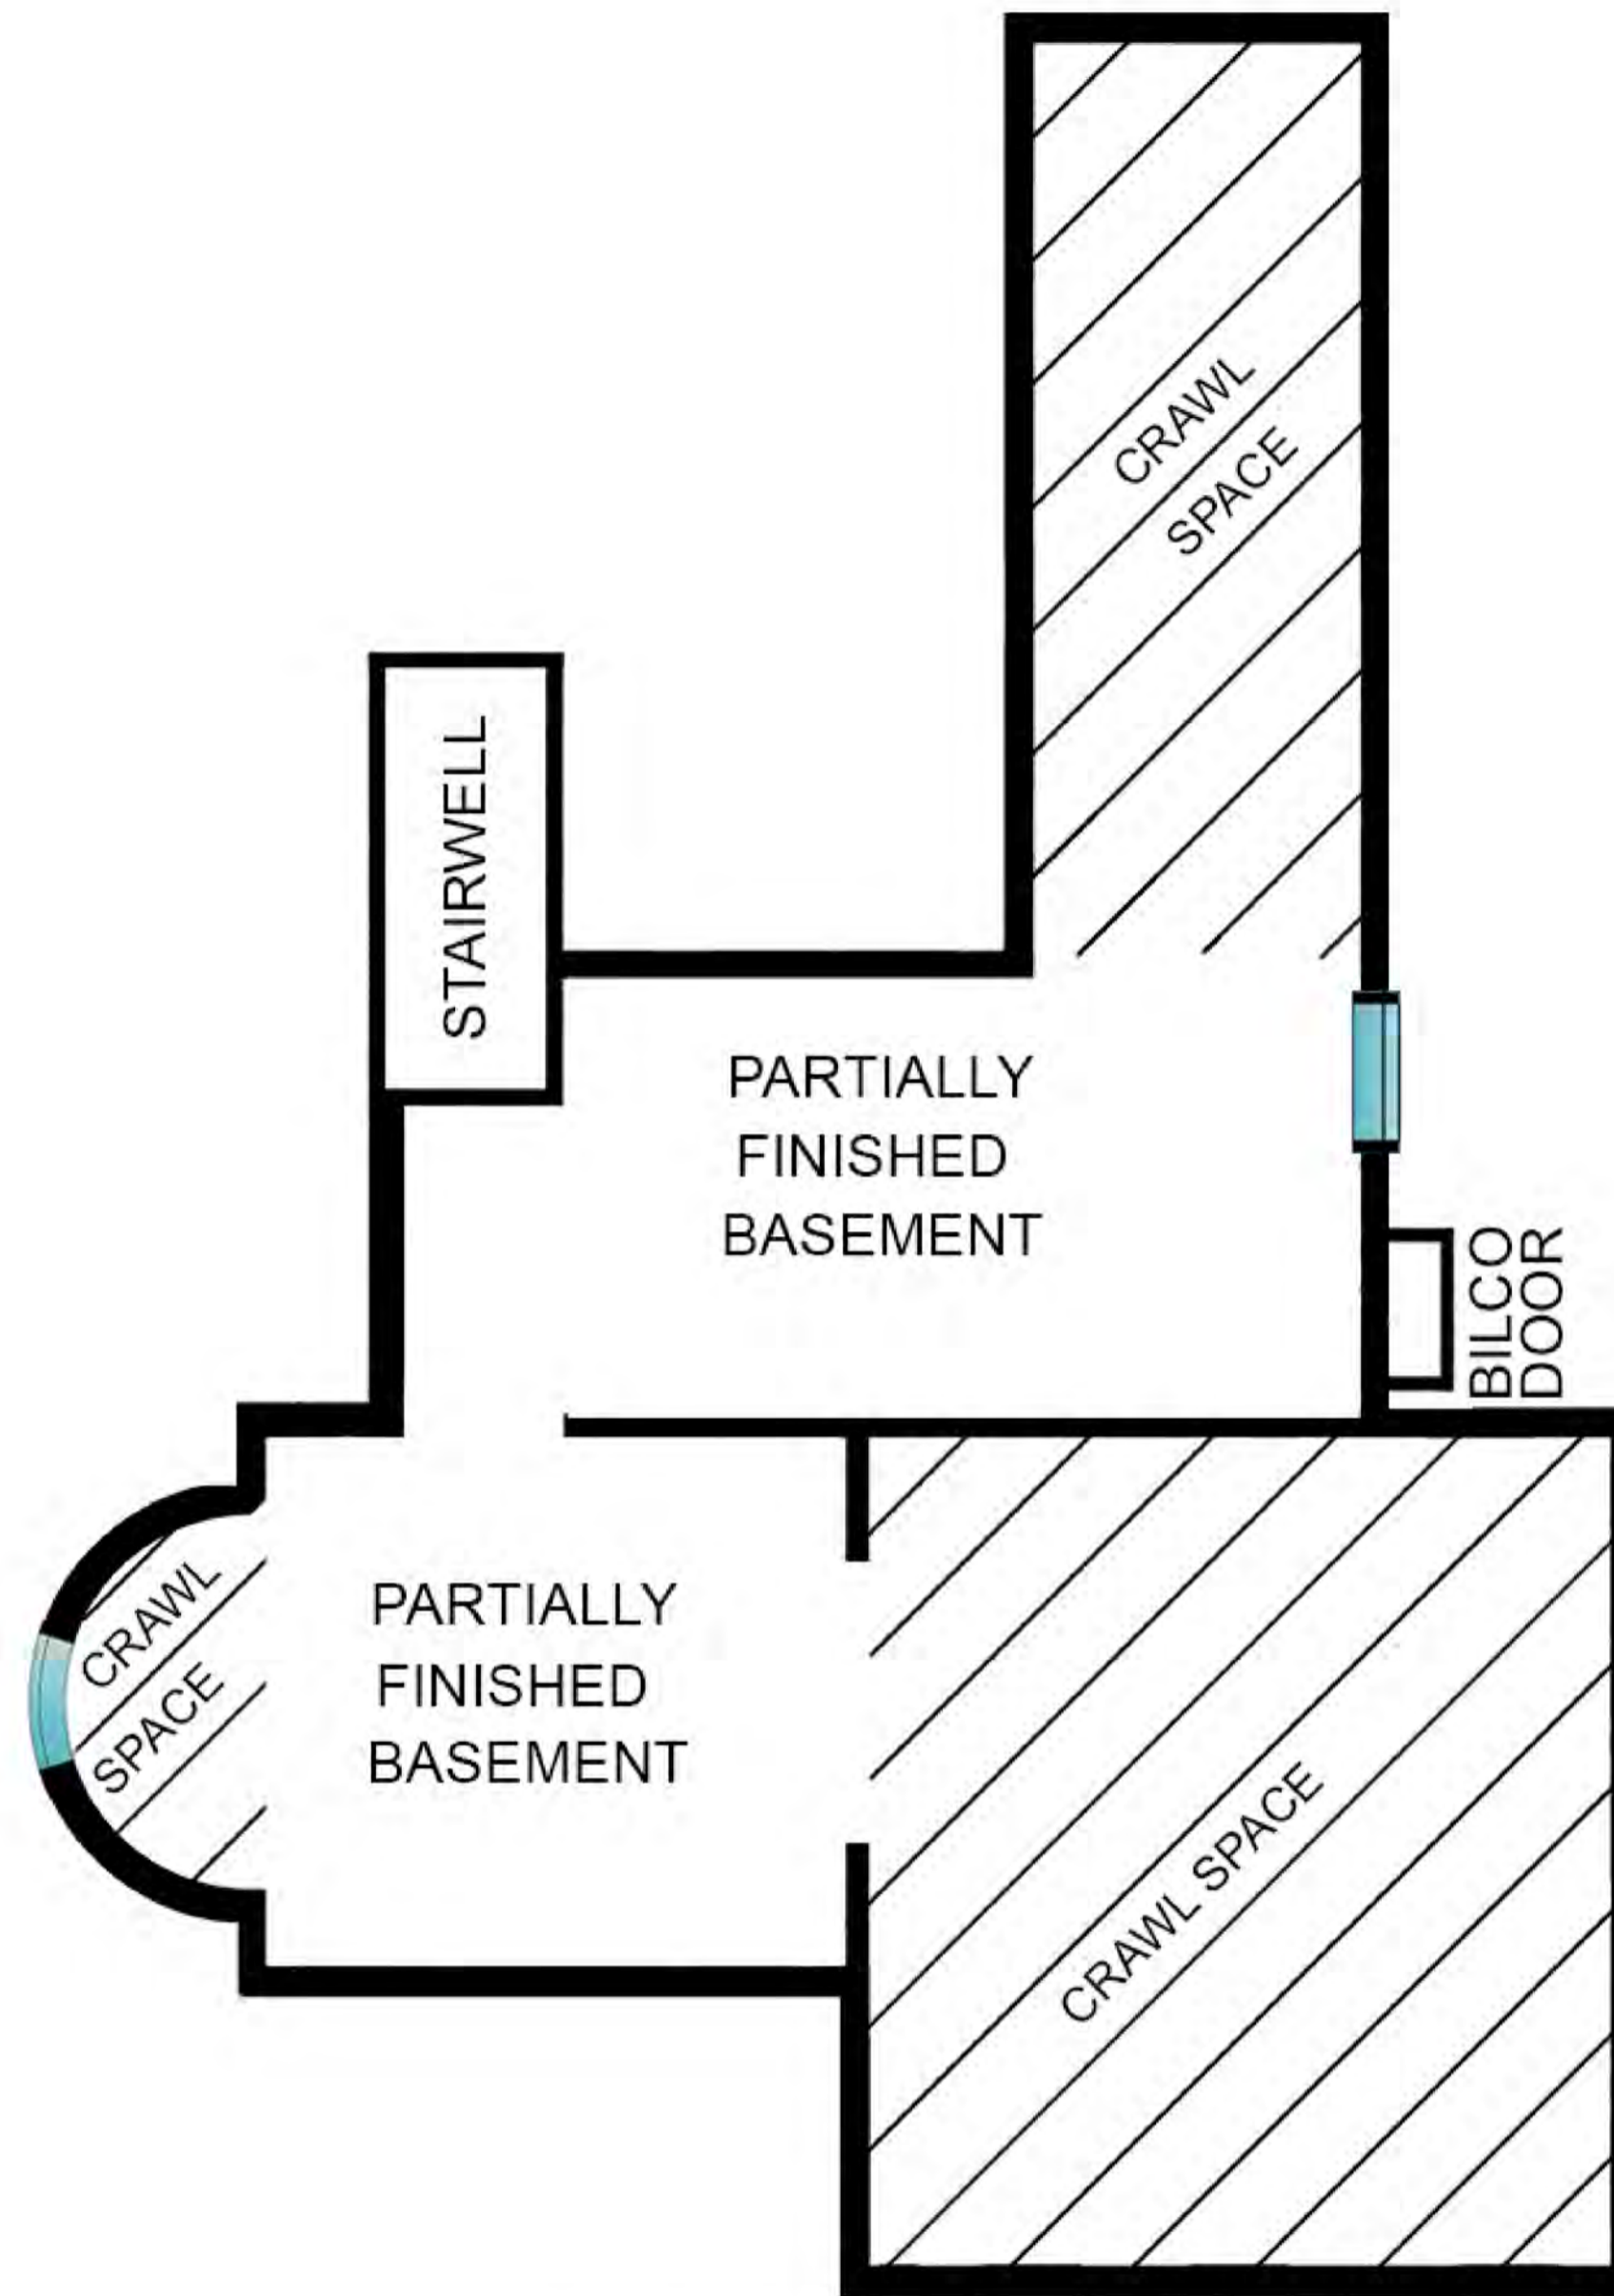 CRAWL
SPACE
STAIRWELL
PARTIALLY
FINISHED
BASEMENT
BILCO
DOOR
CRAWL
SPACE
PARTIALLY
FINISHED
BASEMENT
CRAWL SPACE